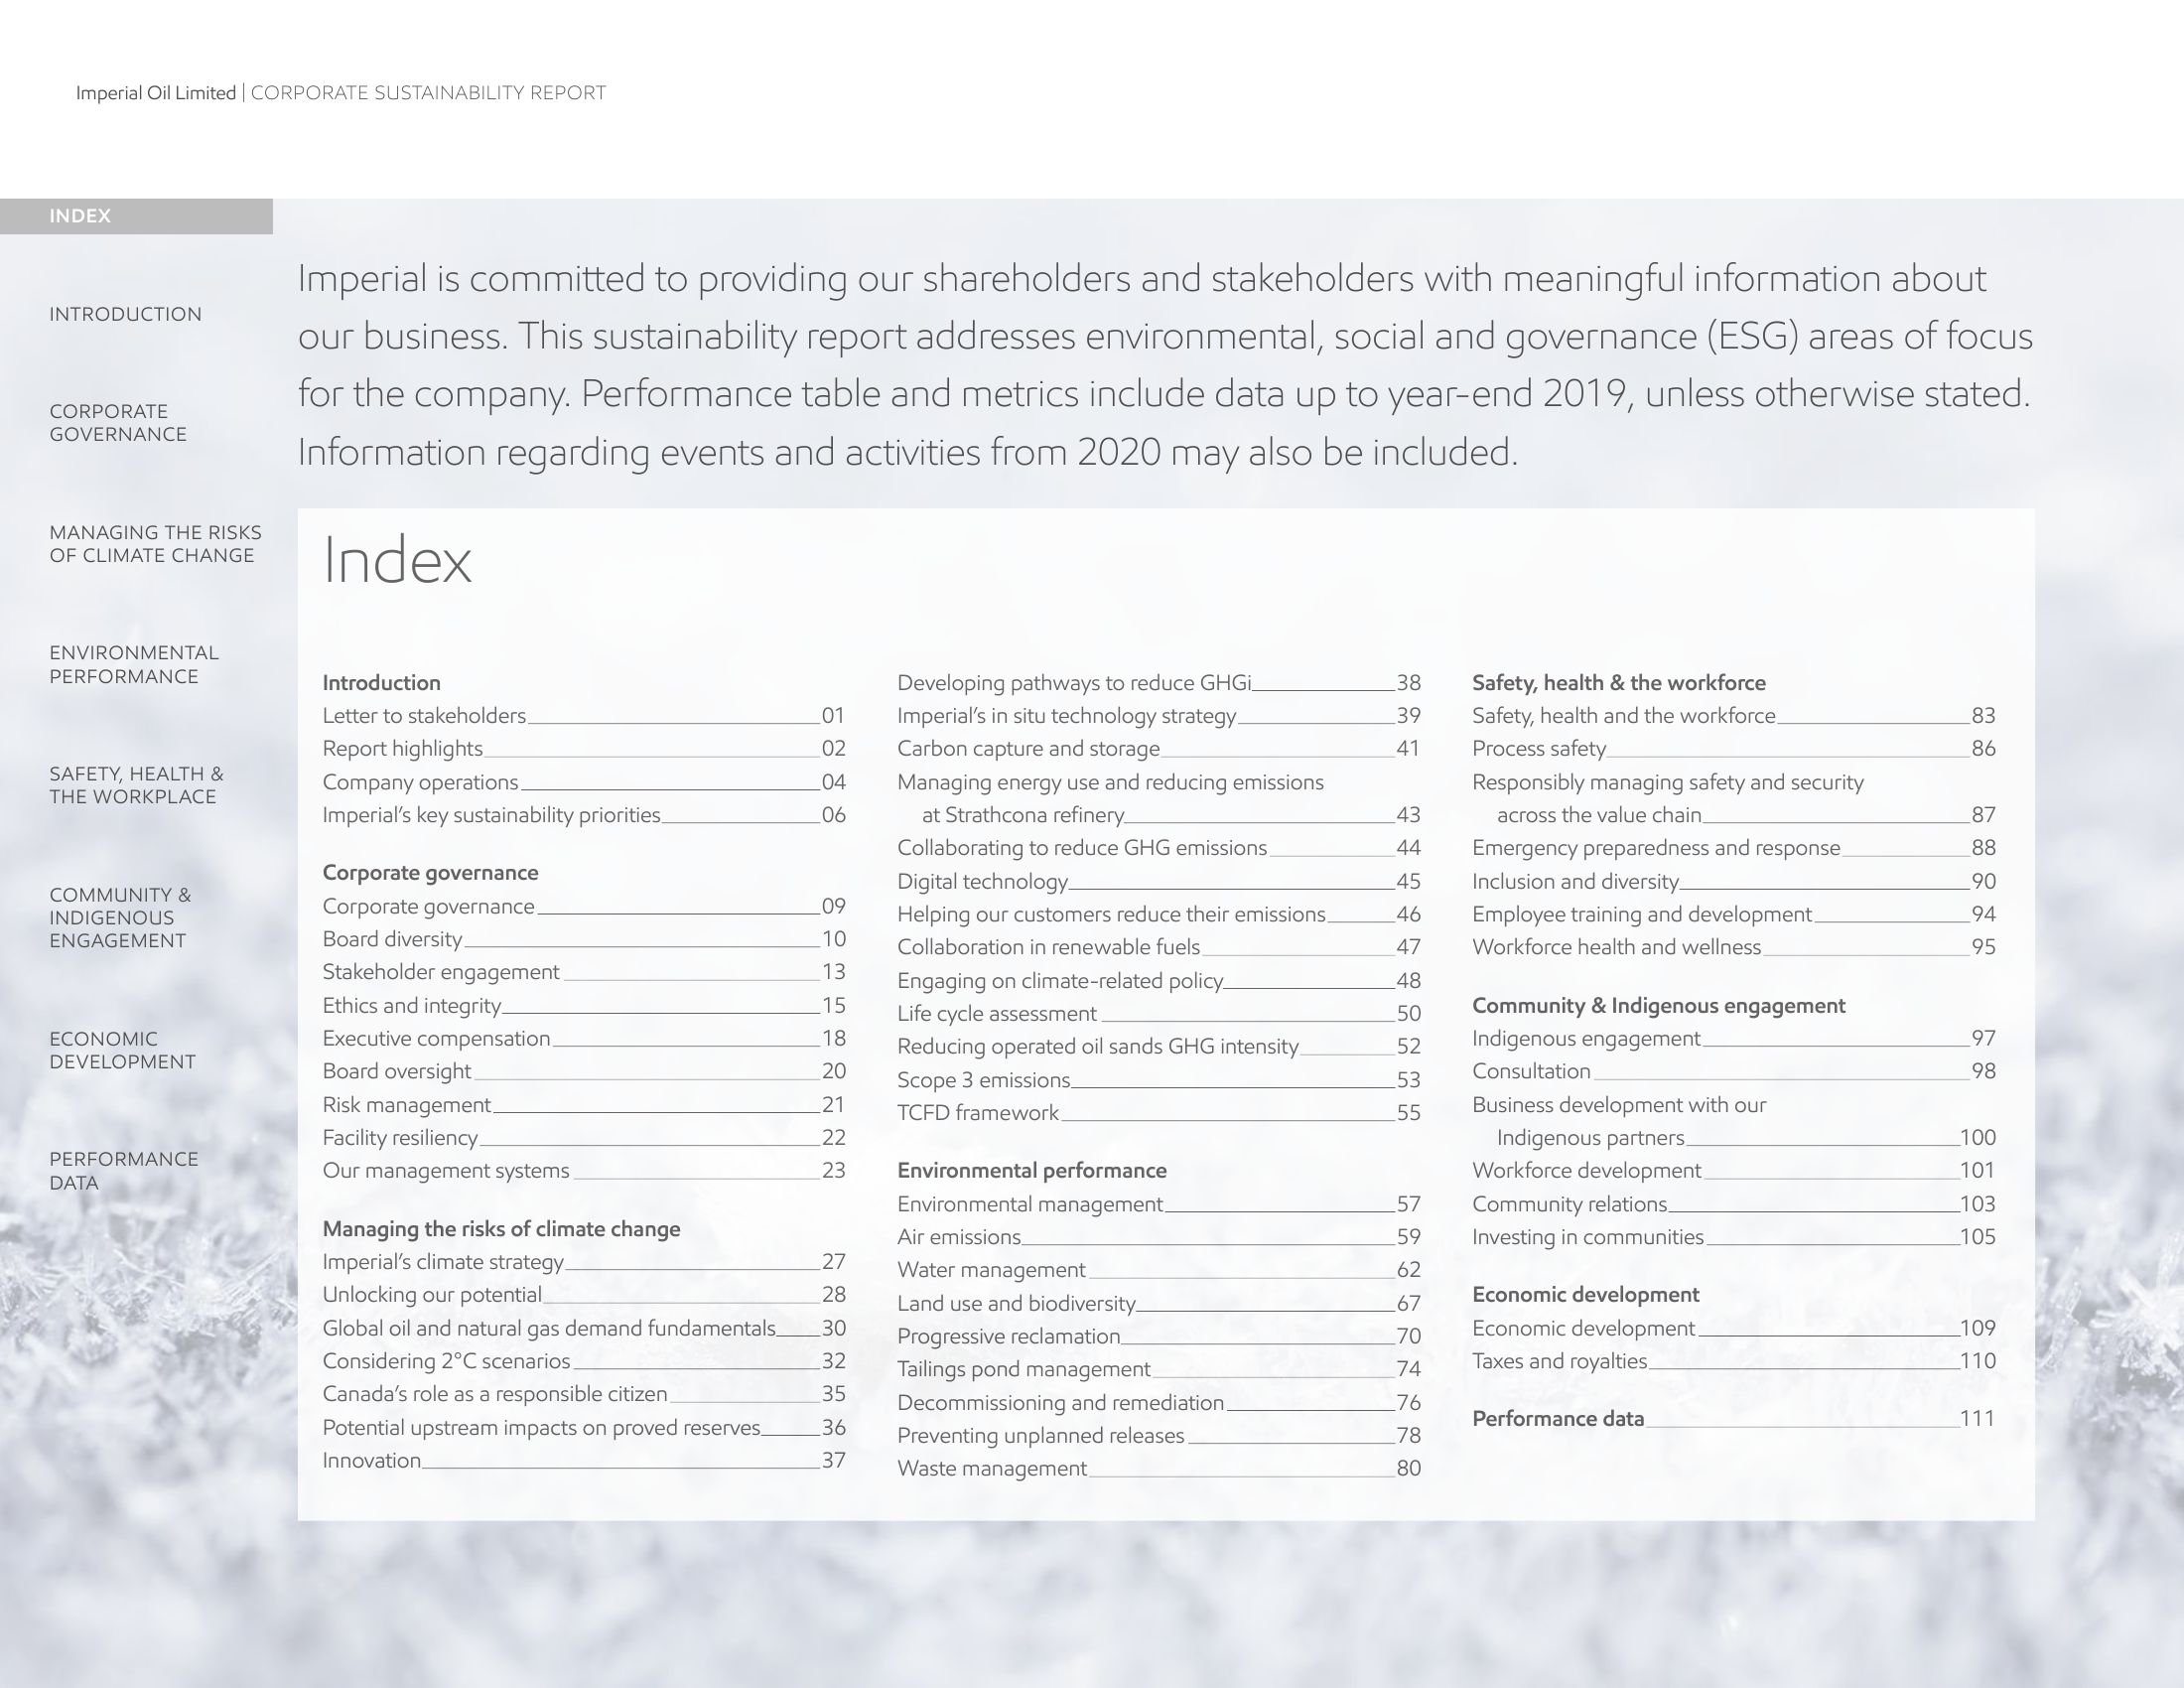 Imperial Oil Limited | CORPORATE SUSTAINABILITY REPORT
INDEX
INTRODUCTION
CORPORATE
GOVERNANCE
MANAGING THE RISKS
OF CLIMATE CHANGE
ENVIRONMENTAL
PERFORMANCE
SAFETY, HEALTH &
THE WORKPLACE
COMMUNITY &
INDIGENOUS
ENGAGEMENT
ECONOMIC
DEVELOPMENT
PERFORMANCE
DATA
Imperial is committed to providing our shareholders and stakeholders with meaningful information about
our business. This sustainability report addresses environmental, social and governance (ESG) areas of focus
for the company. Performance table and metrics include data up to year-end 2019, unless otherwise stated.
Information regarding events and activities from 2020 may also be included.
Index
Introduction
Letter to stakeholders 01
Report highlights 02
Company operations 04
Imperial's key sustainability priorities 06
Corporate governance
Corporate governance 09
Board diversity 10
Stakeholder engagement 13
Ethics and integrity 15
Executive compensation 18
Board oversight 20
Risk management 21
Facility resiliency 22
Our management systems 23
Managing the risks of climate change
Imperial's climate strategy 27
Unlocking our potential 28
Global oil and natural gas demand fundamentals 30
Considering 2°C scenarios 32
Canada's role as a responsible citizen 35
Potential upstream impacts on proved reserves 36
Innovation 37
Developing pathways to reduce GHGi 38
Imperial's in situ technology strategy 39
Carbon capture and storage 41
Managing energy use and reducing emissions
at Strathcona refinery 43
Collaborating to reduce GHG emissions 44
Digital technology 45
Helping our customers reduce their emissions 46
Collaboration in renewable fuels 47
Engaging on climate-related policy 48
Life cycle assessment 50
Reducing operated oil sands GHG intensity 52
Scope 3 emissions 53
TCFD framework 55
Environmental performance
Environmental management 57
Air emissions 59
Water management 62
Land use and biodiversity 67
Progressive reclamation 70
Tailings pond management 74
Decommissioning and remediation 76
Preventing unplanned releases 78
Waste management 80
Safety, health & the workforce
Safety, health and the workforce 83
Process safety 86
Responsibly managing safety and security
across the value chain 87
Emergency preparedness and response 88
Inclusion and diversity 90
Employee training and development 94
Workforce health and wellness 95
Community & Indigenous engagement
Indigenous engagement 97
Consultation 98
Business development with our
Indigenous partners 100
Workforce development 101
Community relations 103
Investing in communities 105
Economic development
Economic development 109
Taxes and royalties 110
Performance data 111